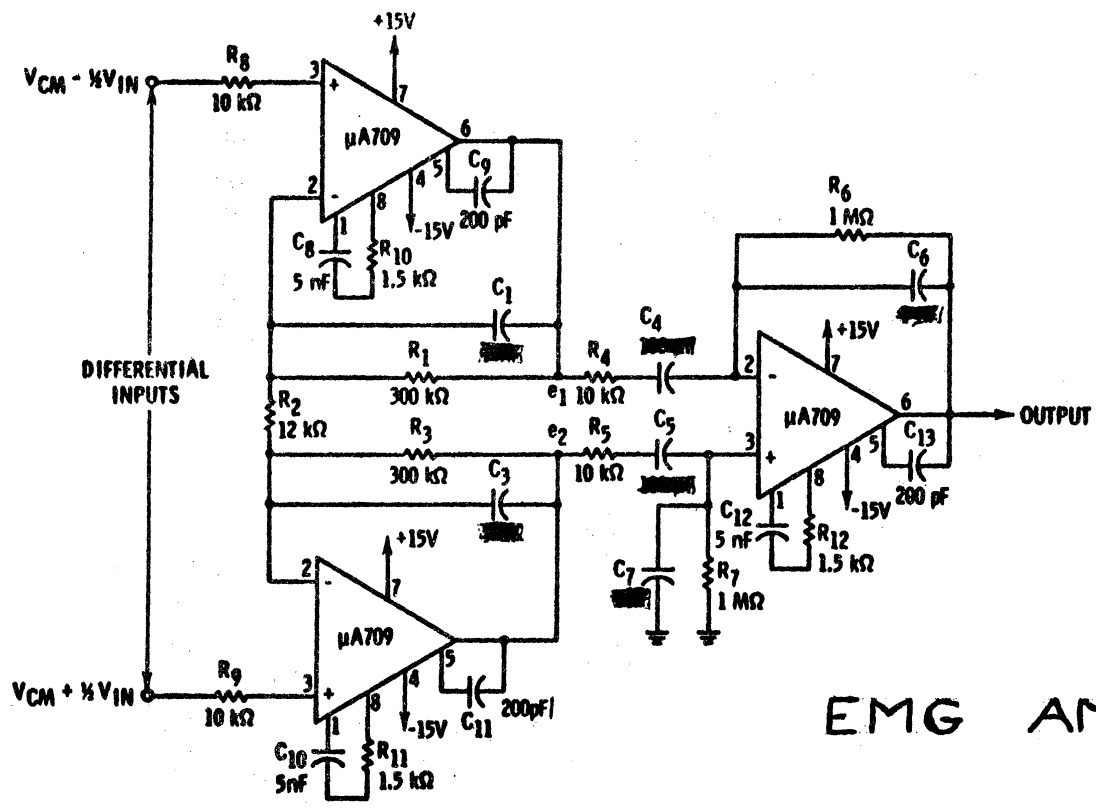 +15V
V_CM - ½V_IN
R8
10 kΩ
3
+
7
μA709
6
2
-
5
C9
200 pF
4
-15V
1
8
C8
5 nF
R10
1.5 kΩ
C1
R1
300 kΩ
DIFFERENTIAL
INPUTS
R2
12 kΩ
R3
300 kΩ
C3
e1
R4
10 kΩ
C4
e2
R5
10 kΩ
C5
R6
1 MΩ
C6
+15V
7
2
-
3
+
μA709
6
OUTPUT
5
C13
200 pF
4
-15V
1
8
C12
5 nF
R12
1.5 kΩ
C7
R7
1 MΩ
+15V
7
2
-
μA709
5
C11
200pF
4
-15V
V_CM + ½V_IN
R9
10 kΩ
3
+
1
8
C10
5nF
R11
1.5 kΩ
EMG